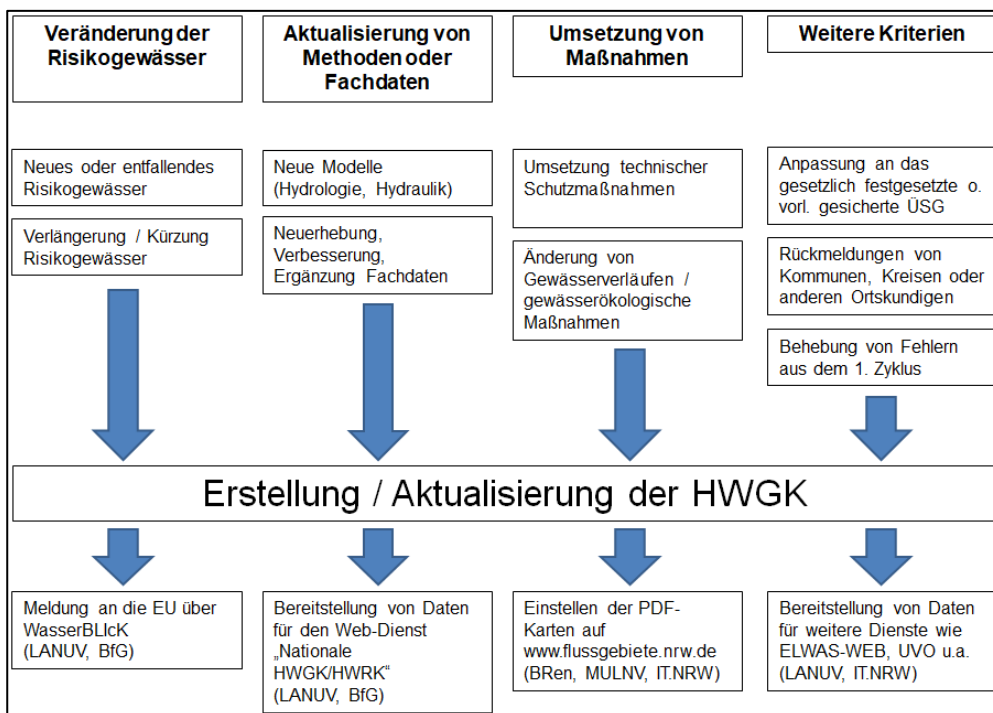 Veränderung der
Risikogewässer
Aktualisierung von
Methoden oder
Fachdaten
Umsetzung von
Maßnahmen
Weitere Kriterien
Neues oder entfallendes
Risikogewässer
Verlängerung / Kürzung
Risikogewässer
Neue Modelle
(Hydrologie, Hydraulik)
Neuerhebung,
Verbesserung,
Ergänzung Fachdaten
Umsetzung technischer
Schutzmaßnahmen
Änderung von
Gewässerverläufen /
gewässerökologische
Maßnahmen
Anpassung an das
gesetzlich festgesetzte o.
vorl. gesicherte ÜSG
Rückmeldungen von
Kommunen, Kreisen oder
anderen Ortskundigen
Behebung von Fehlern
aus dem 1. Zyklus
Erstellung / Aktualisierung der HWGK
Meldung an die EU über
WasserBLIcK
(LANUV, BfG)
Bereitstellung von Daten
für den Web-Dienst
„Nationale
HWGK/HWRK“
(LANUV, BfG)
Einstellen der PDF-
Karten auf
www.flussgebiete.nrw.de
(BRen, MULNV, IT.NRW)
Bereitstellung von Daten
für weitere Dienste wie
ELWAS-WEB, UVO u.a.
(LANUV, IT.NRW)